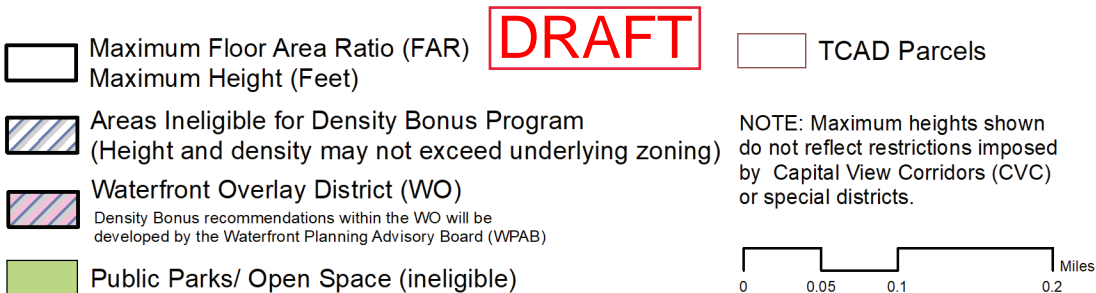 Maximum Floor Area Ratio (FAR)
Maximum Height (Feet)
DRAFT
TCAD Parcels
Areas Ineligible for Density Bonus Program
(Height and density may not exceed underlying zoning)
Waterfront Overlay District (WO)
Density Bonus recommendations within the WO will be
developed by the Waterfront Planning Advisory Board (WPAB)
Public Parks/ Open Space (ineligible)
NOTE: Maximum heights shown
do not reflect restrictions imposed
by Capital View Corridors (CVC)
or special districts.
Miles
0 0.05 0.1 0.2